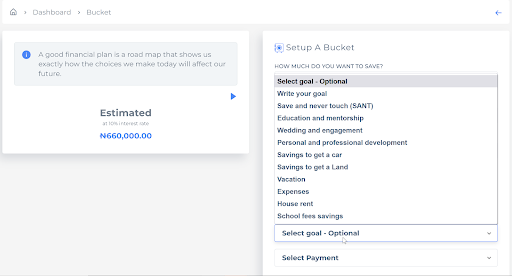 Dashboard > Bucket
A good financial plan is a road map that shows us
exactly how the choices we make today will affect our
future.
Estimated
at 10% interest rate
₦660,000.00
Setup A Bucket
HOW MUCH DO YOU WANT TO SAVE?
Select goal - Optional
Write your goal
Save and never touch (SANT)
Education and mentorship
Wedding and engagement
Personal and professional development
Savings to get a car
Savings to get a Land
Vacation
Expenses
House rent
School fees savings
Select goal - Optional
Select Payment